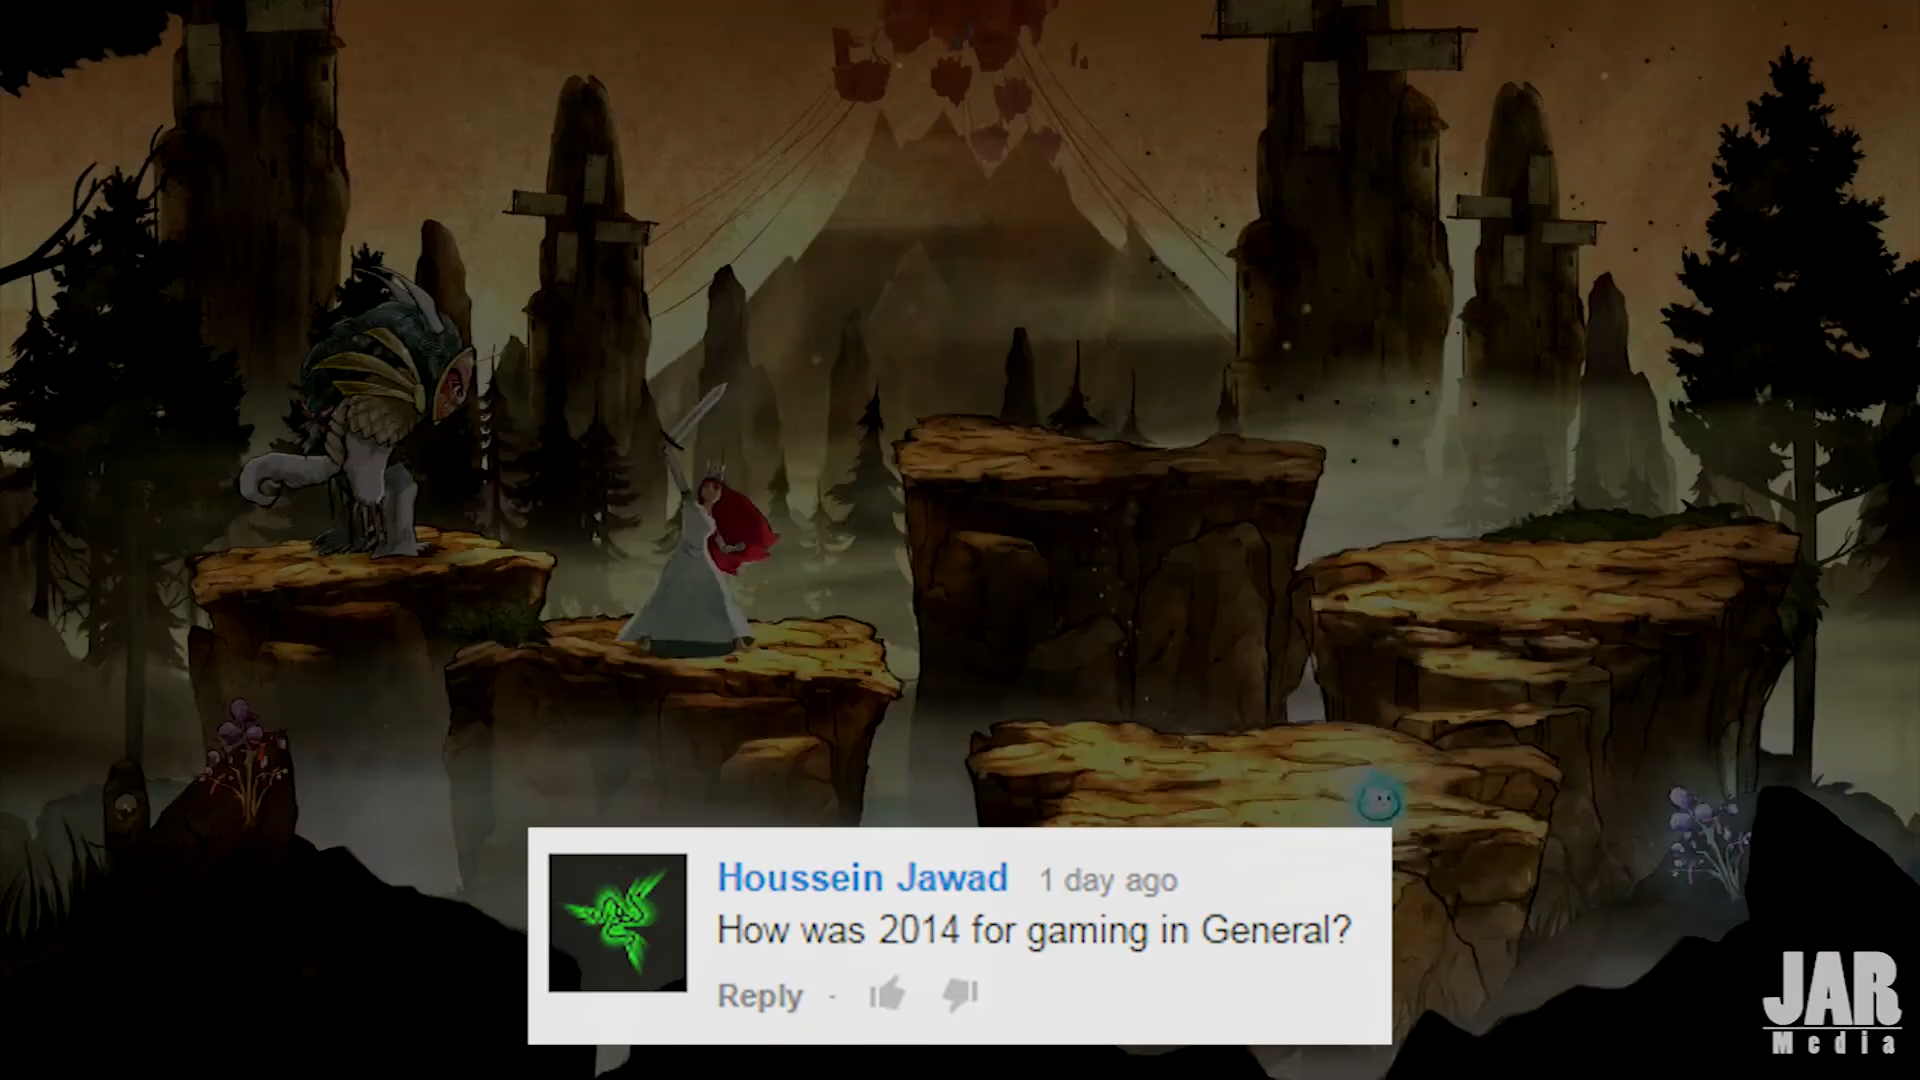 Houssein Jawad 1 day ago
How was 2014 for gaming in General?
Reply ·
JAR
Media